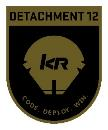 DETACHMENT 12
kr
CODE. DEPLOY. WIN.